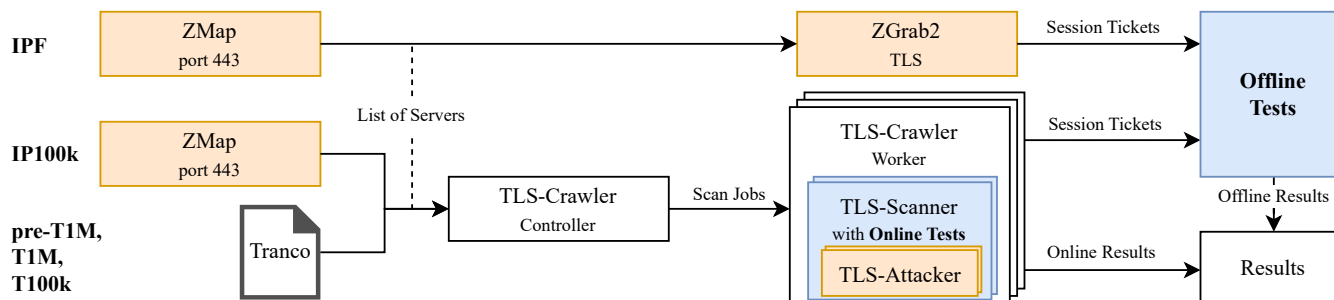 IPF
ZMap
port 443
ZGrab2
TLS
Session Tickets
Offline
Tests
List of Servers
IP100k
ZMap
port 443
TLS-Crawler
Worker
Session Tickets
TLS-Crawler
Controller
Scan Jobs
TLS-Scanner
with Online Tests
TLS-Attacker
Offline Results
pre-T1M,
T1M,
T100k
Tranco
Online Results
Results